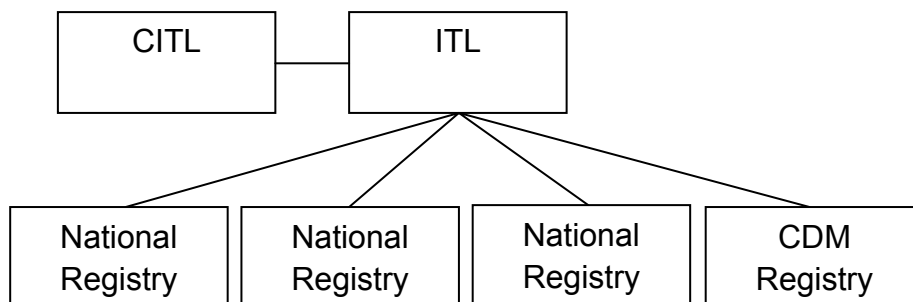 CITL
ITL
National
Registry
National
Registry
National
Registry
CDM
Registry